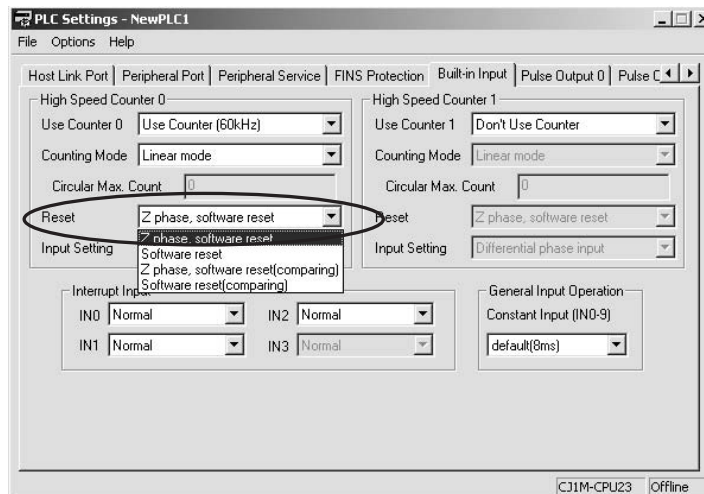 PLC Settings - NewPLC1
File Options Help
Host Link Port Peripheral Port Peripheral Service FINS Protection Built-in Input Pulse Output 0 Pulse
High Speed Counter 0
Use Counter 0 Use Counter (60kHz)
Counting Mode Linear mode
Circular Max. Count 0
Reset Z phase, software reset
Z phase, software reset
Software reset
Z phase, software reset(comparing)
Software reset(comparing)
Input Setting
High Speed Counter 1
Use Counter 1 Don't Use Counter
Counting Mode Linear mode
Circular Max. Count 0
Reset Z phase, software reset
Input Setting Differential phase input
Interrupt Input
IN0 Normal IN2 Normal
IN1 Normal IN3 Normal
General Input Operation
Constant Input (IN0-9)
default(8ms)
CJ1M-CPU23 Offline